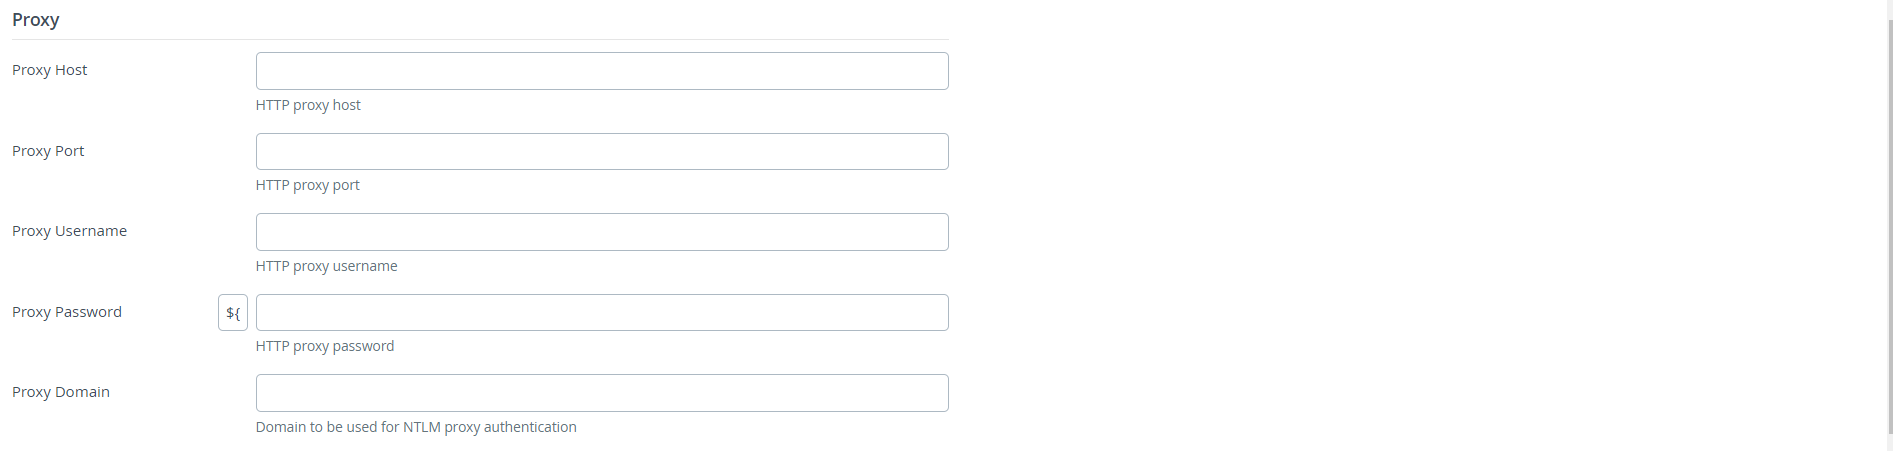 Proxy
Proxy Host
HTTP proxy host
Proxy Port
HTTP proxy port
Proxy Username
HTTP proxy username
Proxy Password ${
HTTP proxy password
Proxy Domain
Domain to be used for NTLM proxy authentication